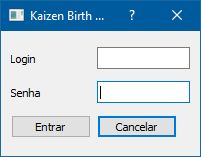 Kaizen Birth ...
Login
Senha
Entrar Cancelar